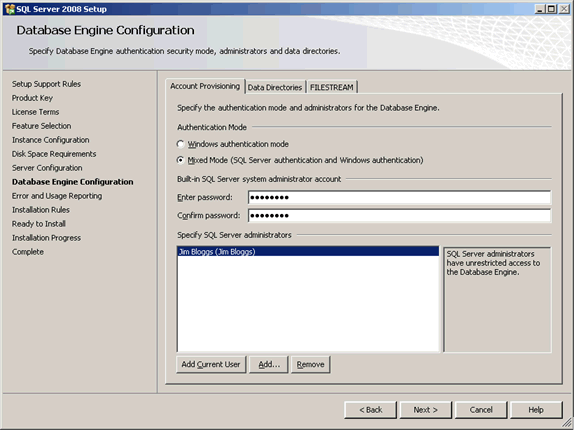 SQL Server 2008 Setup
Database Engine Configuration
Specify Database Engine authentication security mode, administrators and data directories.
Setup Support Rules
Product Key
License Terms
Feature Selection
Instance Configuration
Disk Space Requirements
Server Configuration
Database Engine Configuration
Error and Usage Reporting
Installation Rules
Ready to Install
Installation Progress
Complete
Account Provisioning
Data Directories
FILESTREAM
Specify the authentication mode and administrators for the Database Engine.
Authentication Mode
Windows authentication mode
Mixed Mode (SQL Server authentication and Windows authentication)
Built-in SQL Server system administrator account
Enter password:
●●●●●●●●
Confirm password:
●●●●●●●●
Specify SQL Server administrators
Jim Bloggs (Jim Bloggs)
SQL Server administrators
have unrestricted access to
the Database Engine.
Add Current User
Add...
Remove
< Back
Next >
Cancel
Help